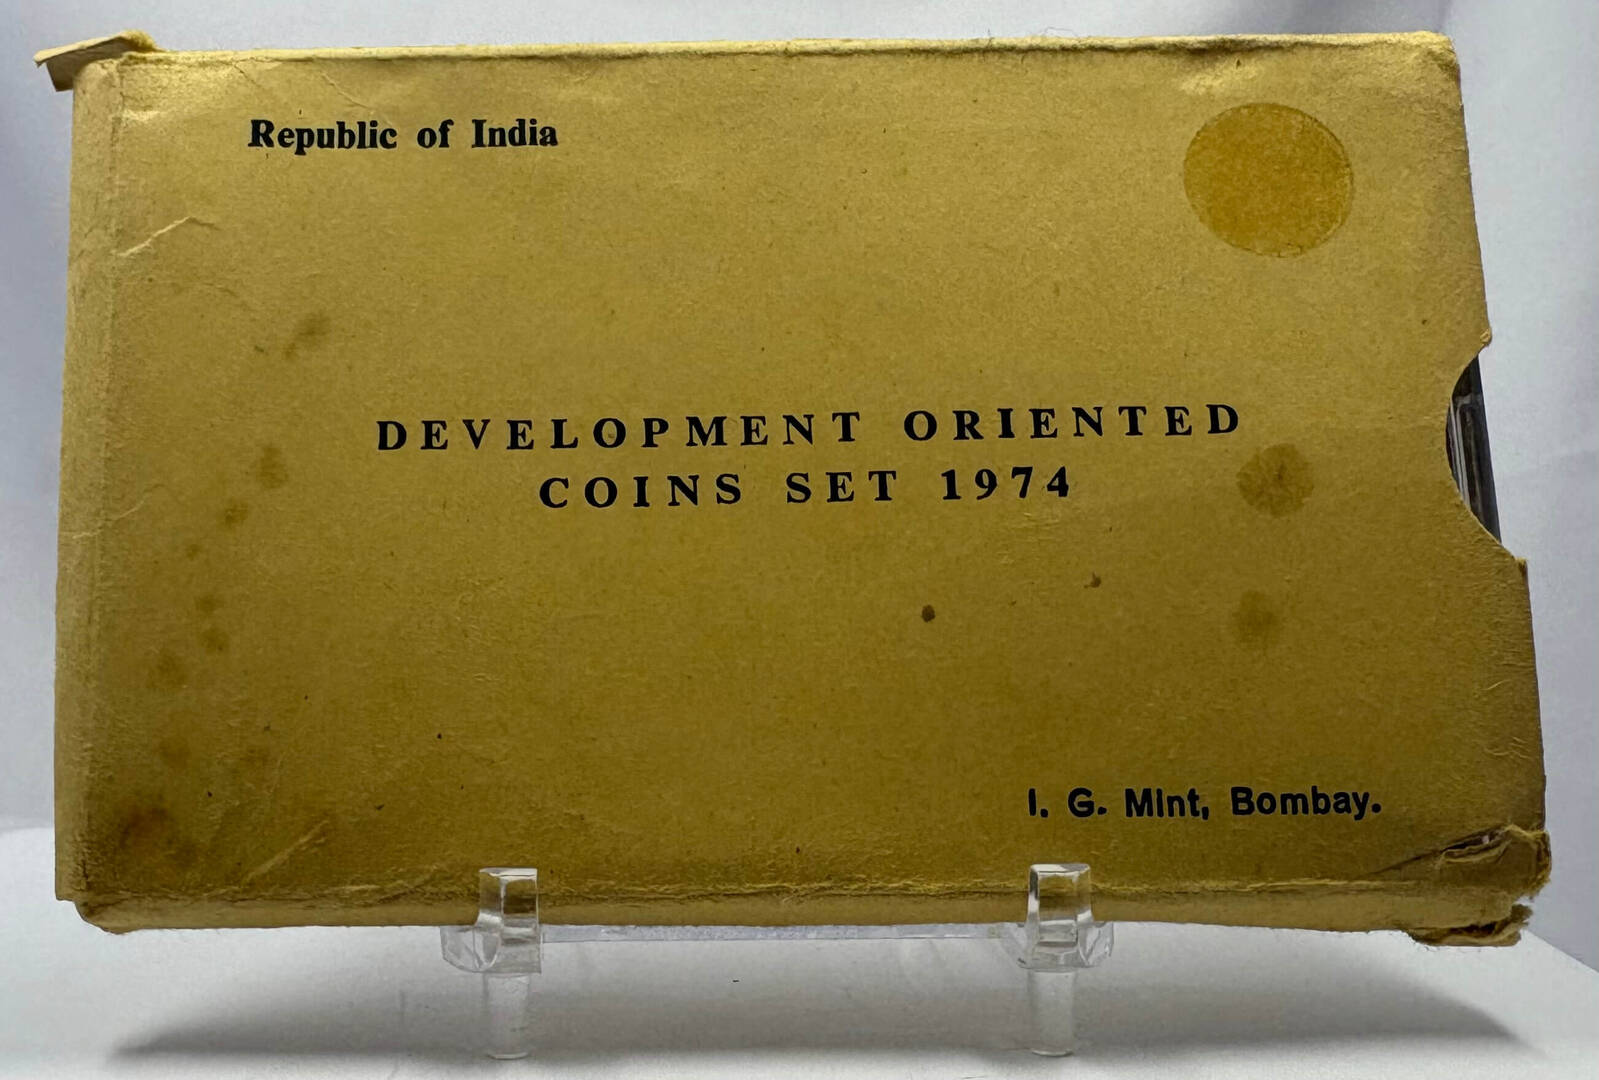 Republic of India
DEVELOPMENT ORIENTED
COINS SET 1974
I. G. Mint, Bombay.